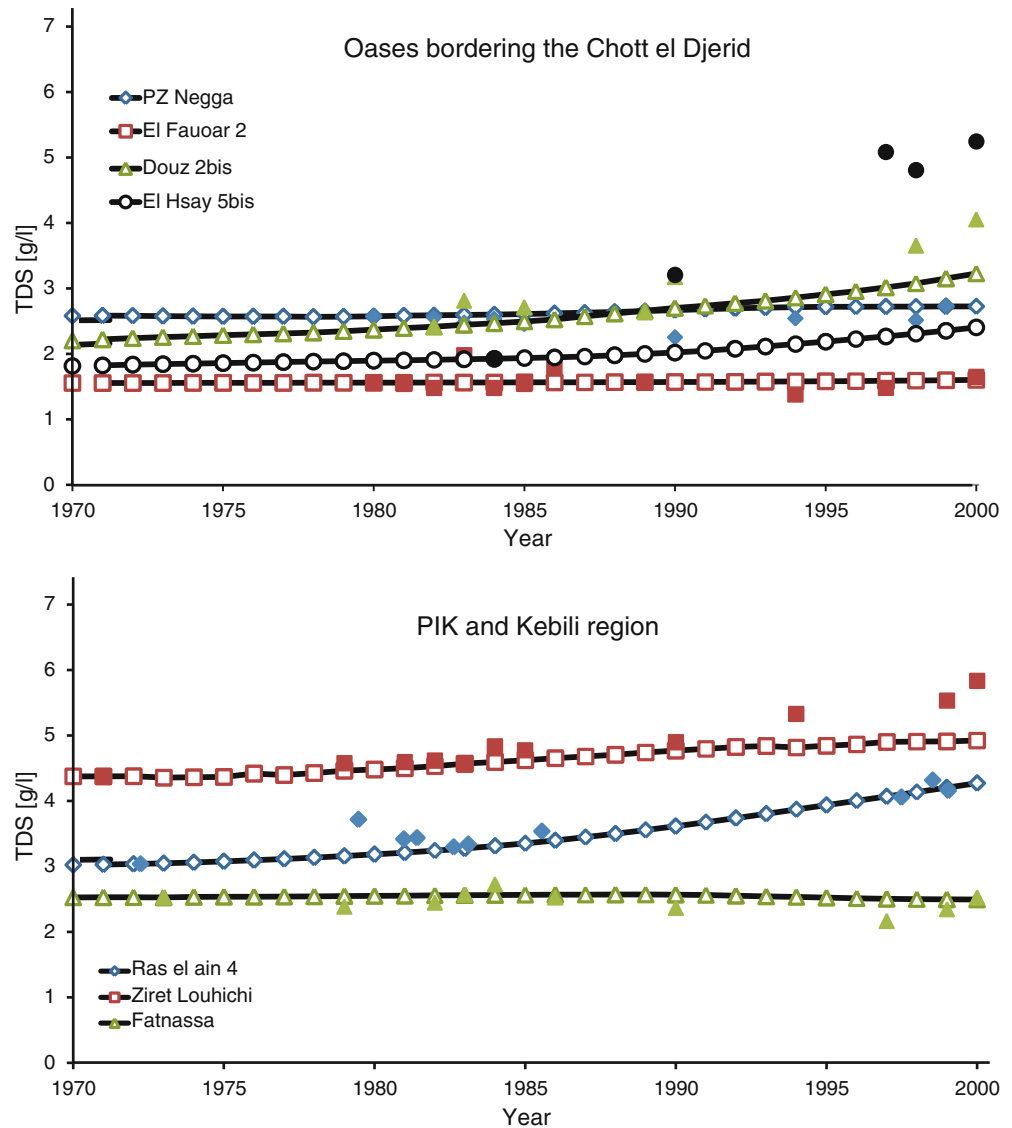 7
Oases bordering the Chott el Djerid
6
PZ Negga
El Fauoar 2
5
Douz 2bis
El Hsay 5bis
4
TDS [g/l]
3
2
1
0
1970 1975 1980 1985 1990 1995 2000
Year
7
PIK and Kebili region
6
5
4
TDS [g/l]
3
2
Ras el ain 4
Ziret Louhichi
1
Fatnassa
0
1970 1975 1980 1985 1990 1995 2000
Year